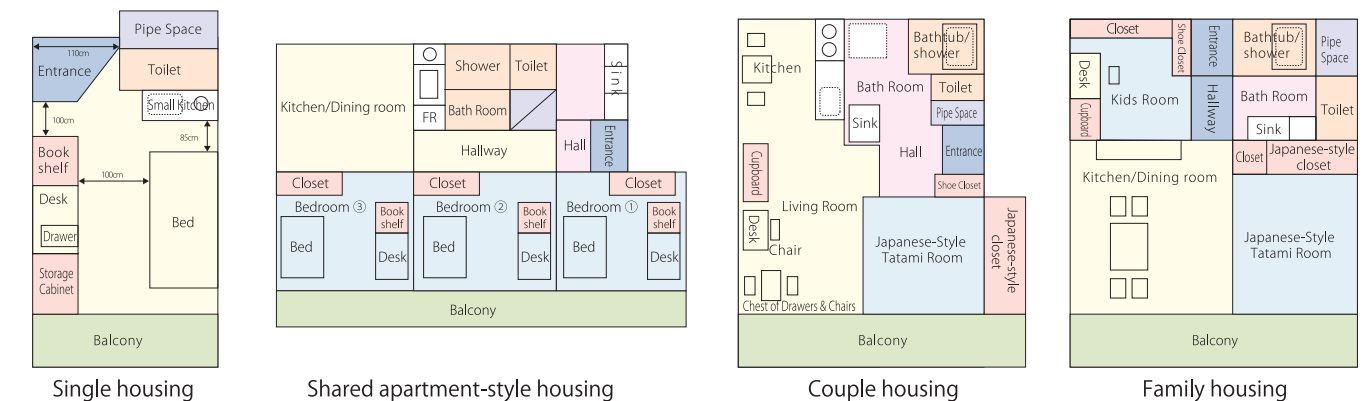 Pipe Space
110cm
Entrance
Toilet
Small Kitchen
100cm
85cm
Book
shelf
100cm
Desk
Bed
Drawer
Storage
Cabinet
Balcony
Single housing
Kitchen/Dining room
Shower
Toilet
Sink
FR
Bath Room
Hallway
Hall
Entrance
Closet
Closet
Closet
Bedroom ③
Bedroom ②
Bedroom ①
Book
shelf
Book
shelf
Book
shelf
Bed
Desk
Bed
Desk
Bed
Desk
Balcony
Shared apartment-style housing
Kitchen
Bathtub/
shower
Bath Room
Toilet
Pipe Space
Sink
Hall
Entrance
Cupboard
Shoe Closet
Living Room
Desk
Chair
Japanese-Style
Tatami Room
Japanese-style
closet
Chest of Drawers & Chairs
Balcony
Couple housing
Closet
Shoe Closet
Entrance
Bathtub/
shower
Pipe
Space
Desk
Kids Room
Hallway
Bath Room
Toilet
Cupboard
Sink
Closet
Japanese-style
closet
Kitchen/Dining room
Japanese-Style
Tatami Room
Balcony
Family housing